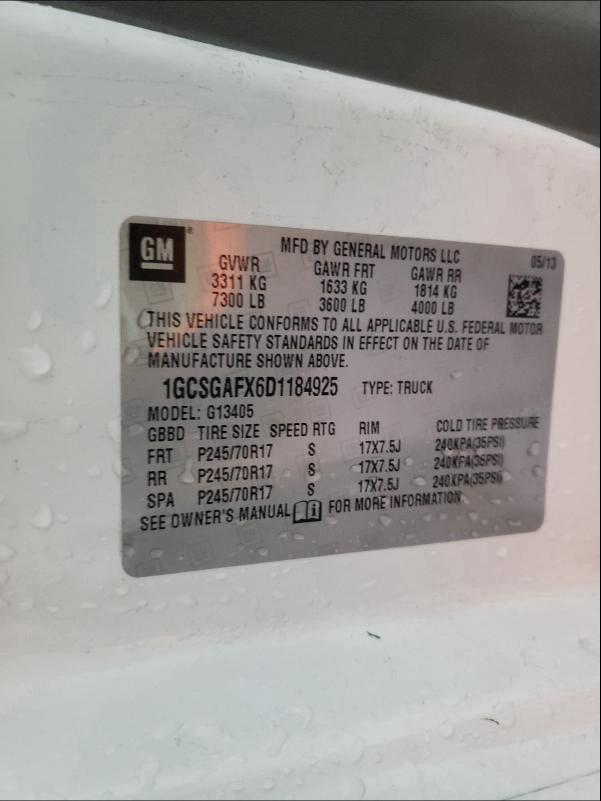 GM ® MFD BY GENERAL MOTORS LLC 05/13
GVWR GAWR FRT GAWR RR
3311 KG 1633 KG 1814 KG
7300 LB 3600 LB 4000 LB
THIS VEHICLE CONFORMS TO ALL APPLICABLE U.S. FEDERAL MOTOR
VEHICLE SAFETY STANDARDS IN EFFECT ON THE DATE OF
MANUFACTURE SHOWN ABOVE.
1GCSGAFX6D1184925 TYPE: TRUCK
MODEL: G13405
GBBD TIRE SIZE SPEED RTG RIM COLD TIRE PRESSURE
FRT P245/70R17 S 17X7.5J 240KPA(35PSI)
RR P245/70R17 S 17X7.5J 240KPA(35PSI)
SPA P245/70R17 S 17X7.5J 240KPA(35PSI)
SEE OWNER'S MANUAL i FOR MORE INFORMATION